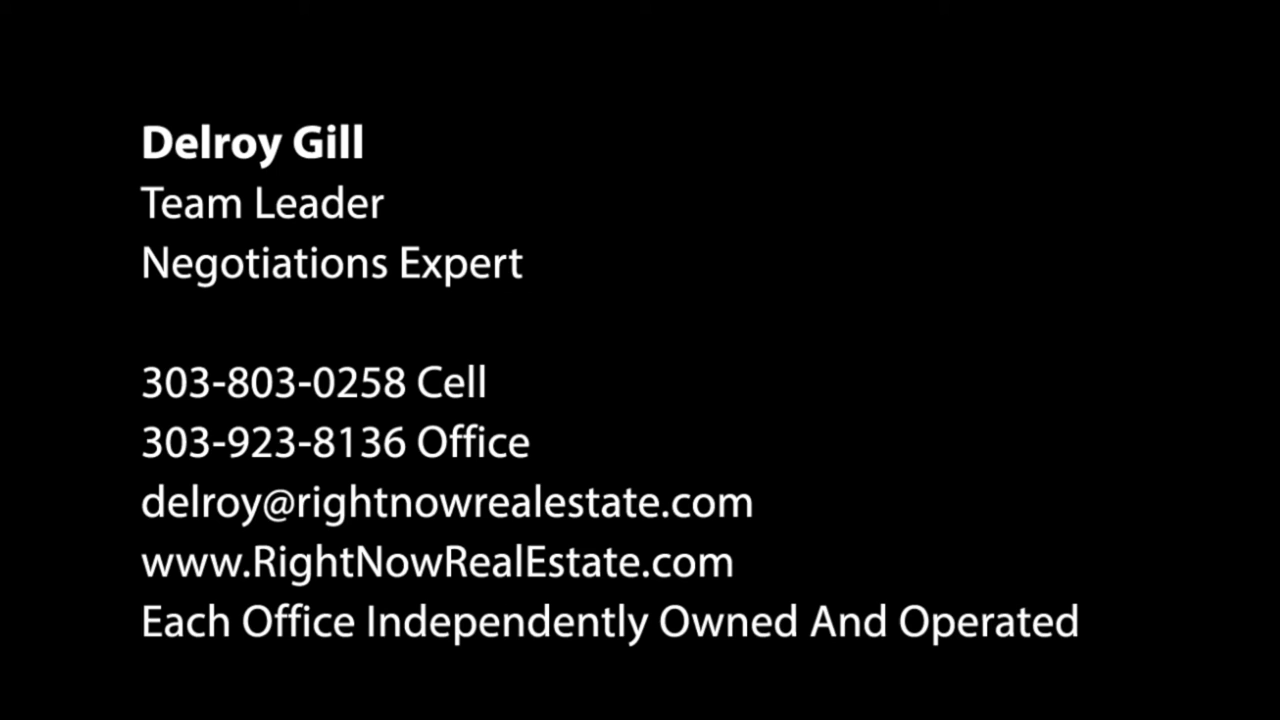 Delroy Gill
Team Leader
Negotiations Expert
303-803-0258 Cell
303-923-8136 Office
delroy@rightnowrealestate.com
www.RightNowRealEstate.com
Each Office Independently Owned And Operated